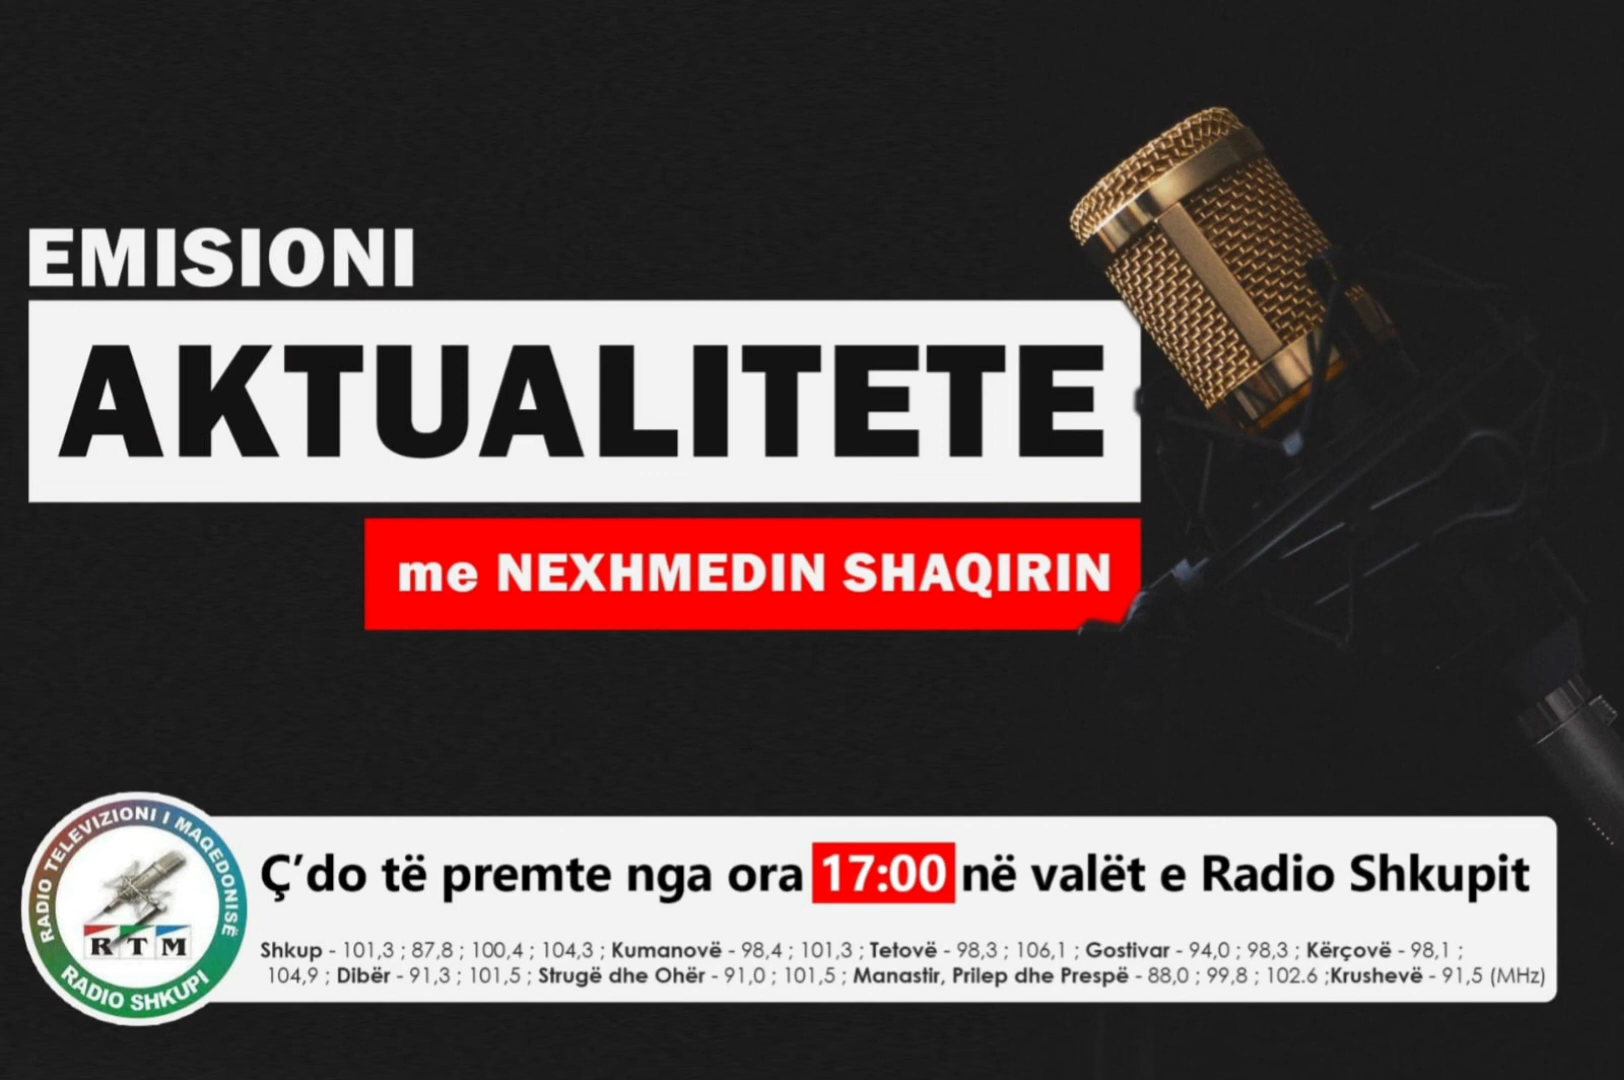 EMISIONI
AKTUALITETE
me NEXHMEDIN SHAQIRIN
RADIO TELEVIZIONI I MAQEDONISË
R T M
RADIO SHKUPI
Ç'do të premte nga ora 17:00 në valët e Radio Shkupit
Shkup - 101,3 ; 87,8 ; 100,4 ; 104,3 ; Kumanovë - 98,4 ; 101,3 ; Tetovë - 98,3 ; 106,1 ; Gostivar - 94,0 ; 98,3 ; Kërçovë - 98,1 ;
104,9 ; Dibër - 91,3 ; 101,5 ; Strugë dhe Ohër - 91,0 ; 101,5 ; Manastir, Prilep dhe Prespë - 88,0 ; 99,8 ; 102.6 ;Krushevë - 91,5 (MHz)